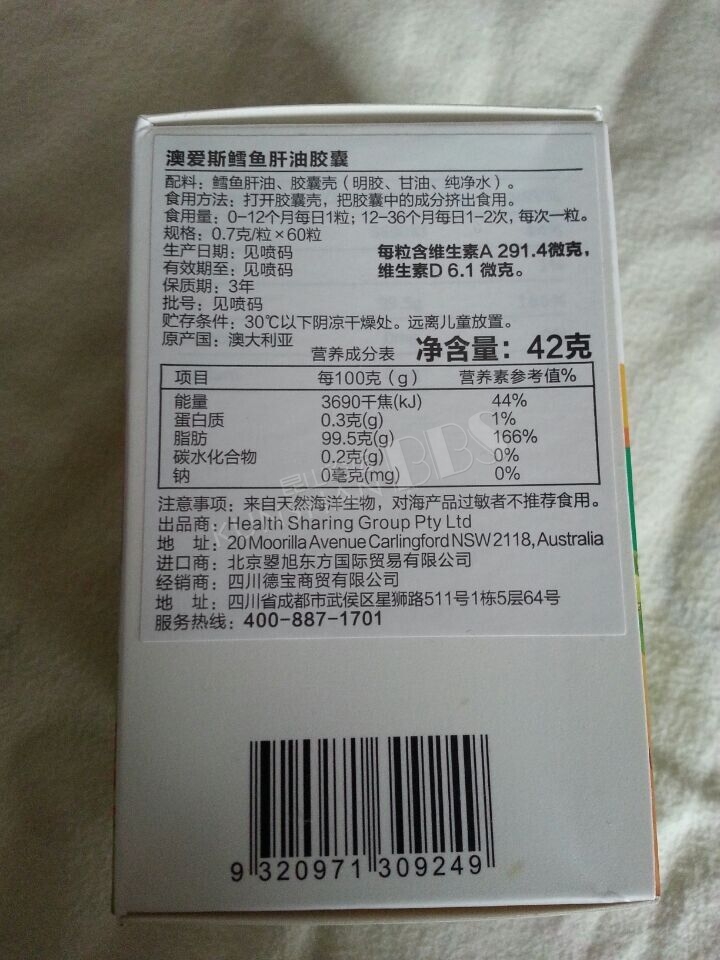 澳爱斯鳕鱼肝油胶囊
配料：鳕鱼肝油、胶囊壳（明胶、甘油、纯净水）。
食用方法：打开胶囊壳，把胶囊中的成分挤出食用。
食用量：0-12个月每日1粒；12-36个月每日1-2次，每次一粒。
规格：0.7克/粒×60粒
生产日期：见喷码 每粒含维生素A 291.4微克，
有效期至：见喷码 维生素D 6.1 微克。
保质期：3年
批号：见喷码
贮存条件：30℃以下阴凉干燥处。远离儿童放置。
原产国：澳大利亚 营养成分表 净含量：42克
项目 每100克（g） 营养素参考值%
能量 3690千焦(kJ) 44%
蛋白质 0.3克(g) 1%
脂肪 99.5克(g) 166%
碳水化合物 0.2克(g) 0%
钠 0毫克(mg) 0%
注意事项：来自天然海洋生物，对海产品过敏者不推荐食用。
出品商：Health Sharing Group Pty Ltd
地 址：20 Moorilla Avenue Carlingford NSW 2118, Australia
进口商：北京曌旭东方国际贸易有限公司
经销商：四川德宝商贸有限公司
地 址：四川省成都市武侯区星狮路511号1栋5层64号
服务热线：400-887-1701
9 320971 309249